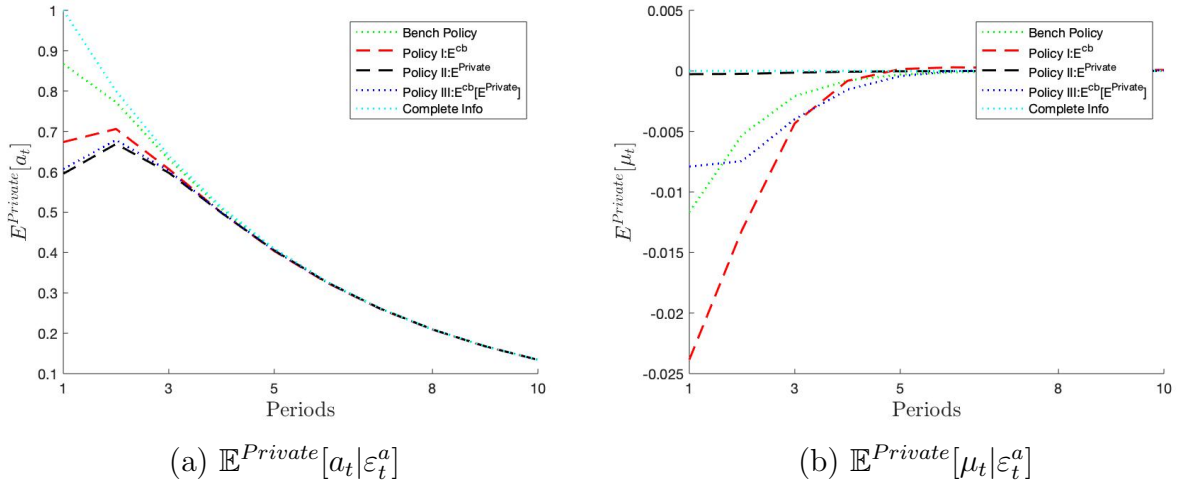 1
0.9
0.8
0.7
0.6
0.5
0.4
0.3
0.2
0.1
E^{Private}[a_t]
1 3 5 8 10
Periods
Bench Policy
Policy I:E^{cb}
Policy II:E^{Private}
Policy III:E^{cb}[E^{Private}]
Complete Info
(a) 𝔼^{Private}[a_t|ε_t^a]
0.005
0
-0.005
-0.01
-0.015
-0.02
-0.025
E^{Private}[μ_t]
1 3 5 8 10
Periods
Bench Policy
Policy I:E^{cb}
Policy II:E^{Private}
Policy III:E^{cb}[E^{Private}]
Complete Info
(b) 𝔼^{Private}[μ_t|ε_t^a]